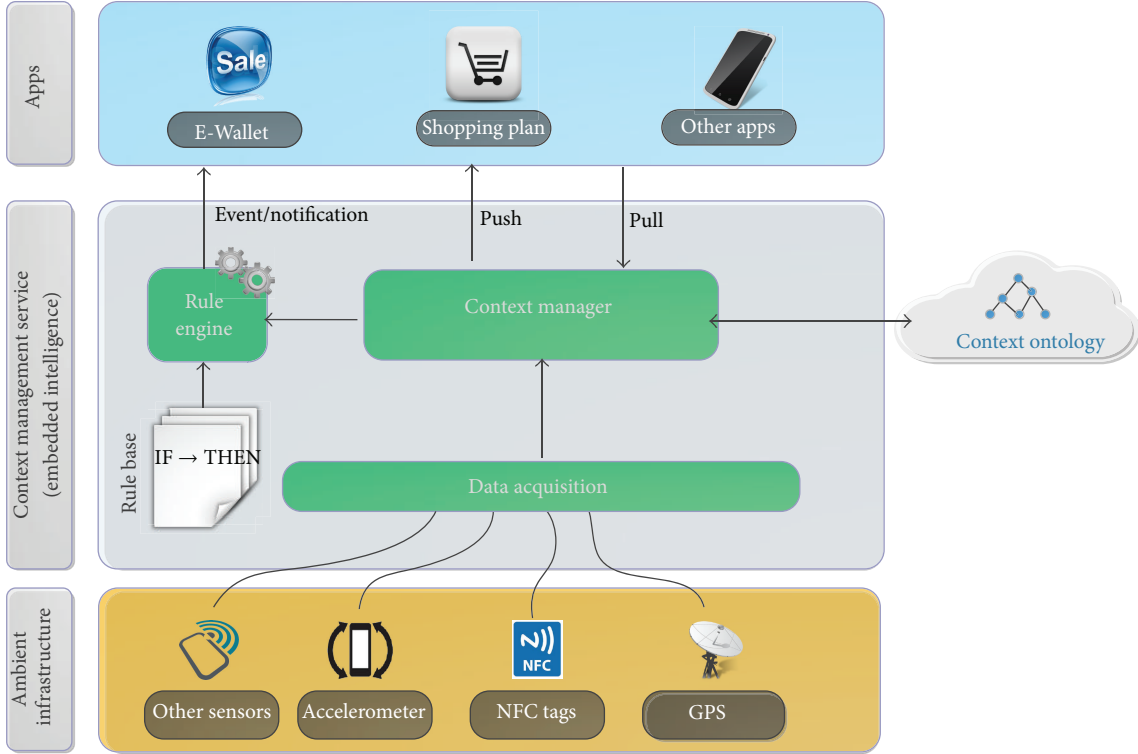 Apps
Sale
E-Wallet
Shopping plan
Other apps
Context management service
(embedded intelligence)
Event/notification
Push
Pull
Rule
engine
Context manager
Context ontology
Rule base
IF → THEN
Data acquisition
Ambient
infrastructure
NFC
Other sensors
Accelerometer
NFC tags
GPS